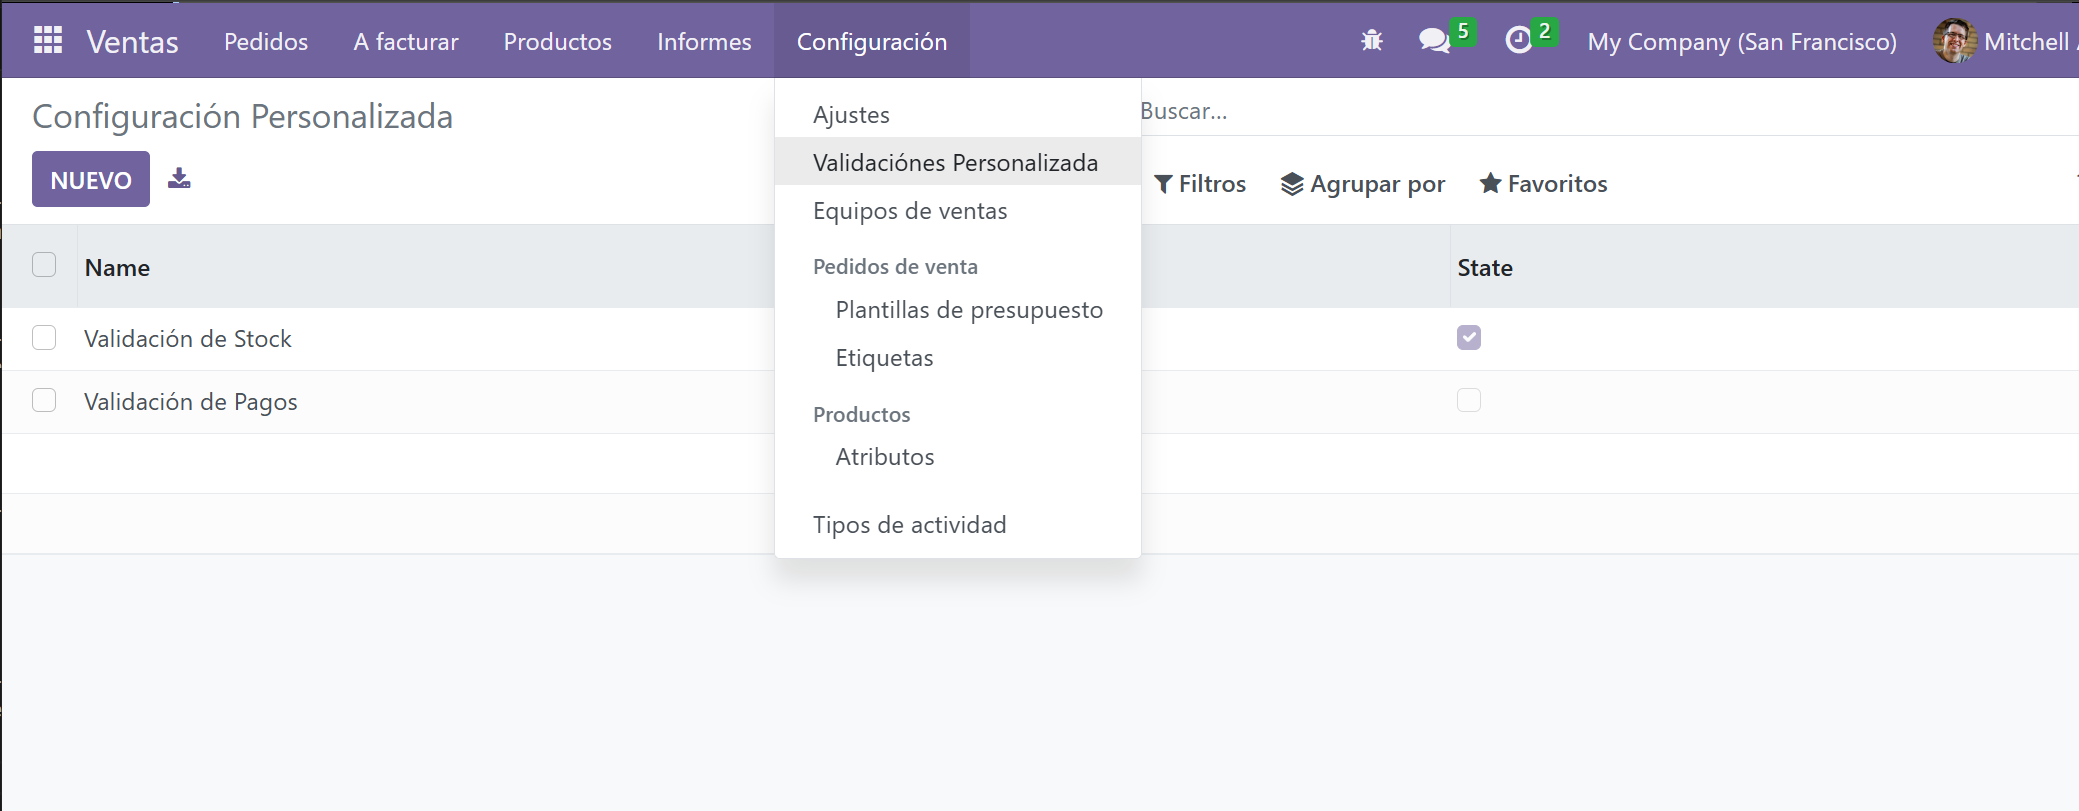 Ventas Pedidos A facturar Productos Informes Configuración 5 2 My Company (San Francisco) Mitchell
Configuración Personalizada
Buscar...
NUEVO
Filtros Agrupar por Favoritos
Ajustes
Validaciónes Personalizada
Equipos de ventas
Pedidos de venta
Plantillas de presupuesto
Etiquetas
Productos
Atributos
Tipos de actividad
Name State
Validación de Stock
Validación de Pagos